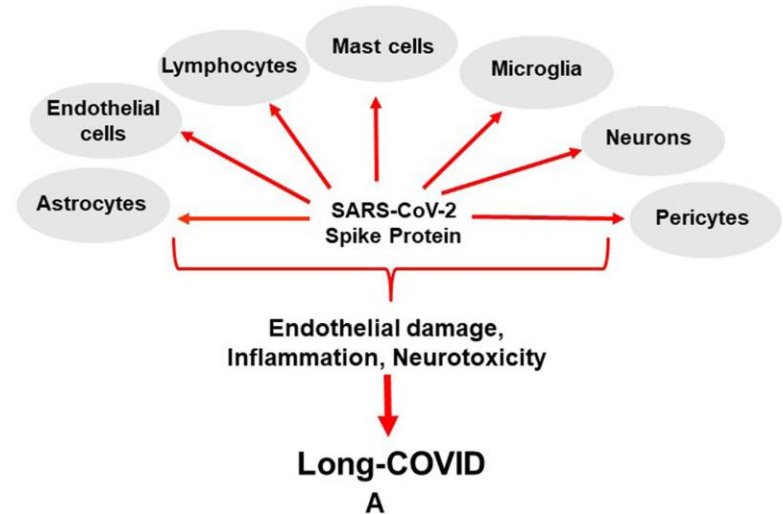 Mast cells
Lymphocytes
Microglia
Endothelial
cells
Neurons
Astrocytes
SARS-CoV-2
Spike Protein
Pericytes
Endothelial damage,
Inflammation, Neurotoxicity
Long-COVID
A